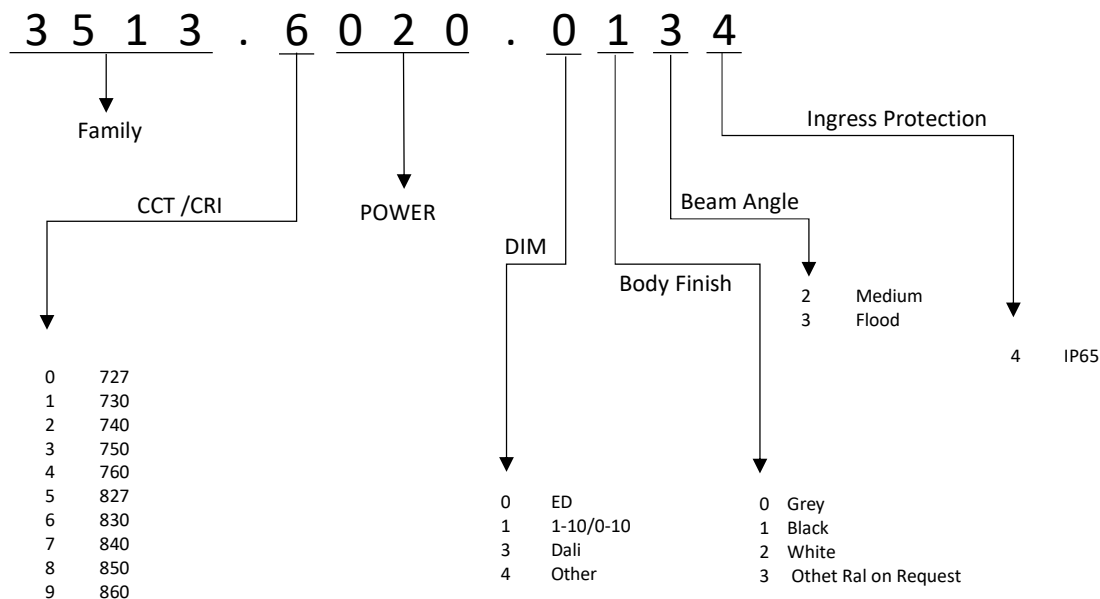 3 5 1 3 . 6 0 2 0 . 0 1 3 4
Family
Ingress Protection
CCT /CRI
POWER
Beam Angle
DIM
Body Finish
2 Medium
3 Flood
4 IP65
0 727
1 730
2 740
3 750
4 760
5 827
6 830
7 840
8 850
9 860
0 ED
1 1-10/0-10
3 Dali
4 Other
0 Grey
1 Black
2 White
3 Othet Ral on Request